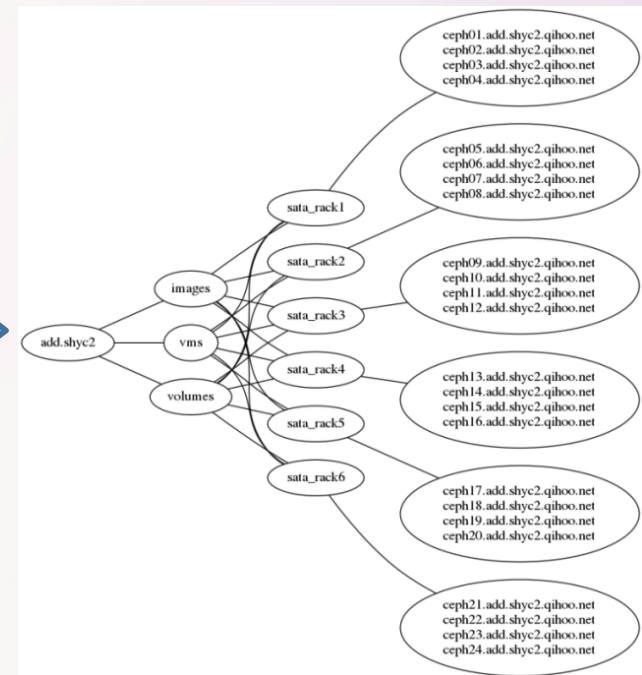 add.shyc2
images
vms
volumes
sata_rack1
sata_rack2
sata_rack3
sata_rack4
sata_rack5
sata_rack6
ceph01.add.shyc2.qihoo.net
ceph02.add.shyc2.qihoo.net
ceph03.add.shyc2.qihoo.net
ceph04.add.shyc2.qihoo.net
ceph05.add.shyc2.qihoo.net
ceph06.add.shyc2.qihoo.net
ceph07.add.shyc2.qihoo.net
ceph08.add.shyc2.qihoo.net
ceph09.add.shyc2.qihoo.net
ceph10.add.shyc2.qihoo.net
ceph11.add.shyc2.qihoo.net
ceph12.add.shyc2.qihoo.net
ceph13.add.shyc2.qihoo.net
ceph14.add.shyc2.qihoo.net
ceph15.add.shyc2.qihoo.net
ceph16.add.shyc2.qihoo.net
ceph17.add.shyc2.qihoo.net
ceph18.add.shyc2.qihoo.net
ceph19.add.shyc2.qihoo.net
ceph20.add.shyc2.qihoo.net
ceph21.add.shyc2.qihoo.net
ceph22.add.shyc2.qihoo.net
ceph23.add.shyc2.qihoo.net
ceph24.add.shyc2.qihoo.net